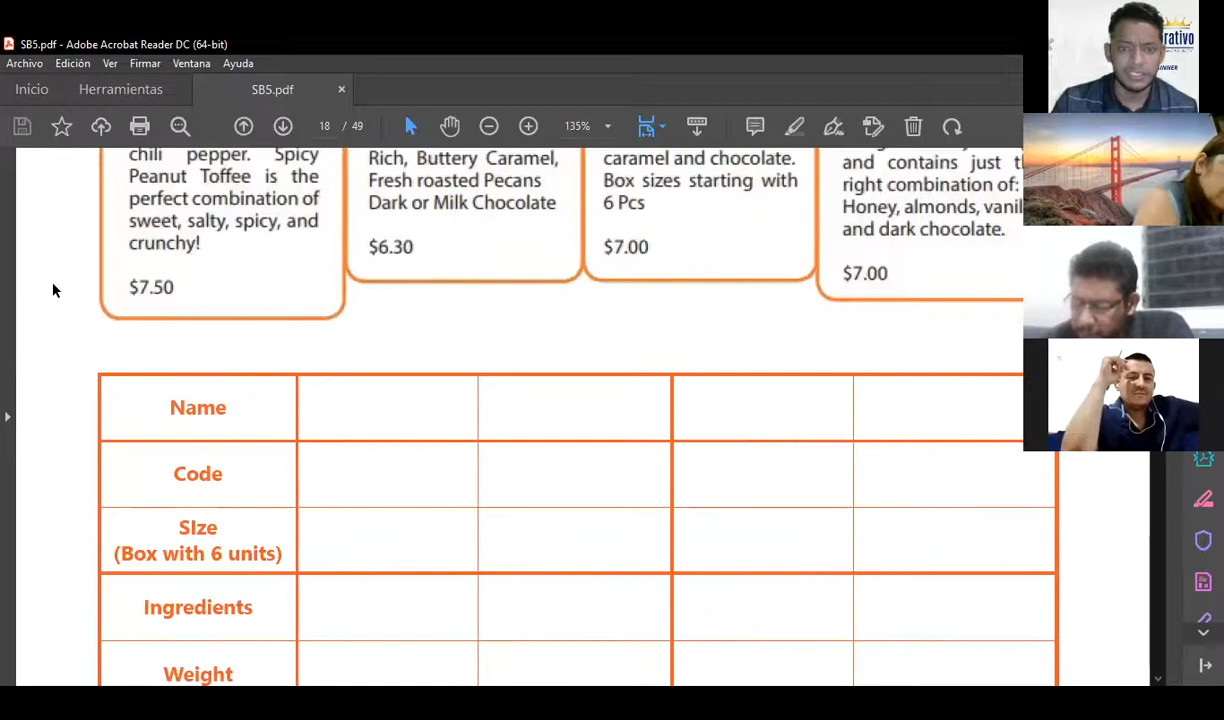 SB5.pdf - Adobe Acrobat Reader DC (64-bit)
Archivo Edición Ver Firmar Ventana Ayuda
Inicio Herramientas SB5.pdf ×
18 / 49 135%
chili pepper. Spicy
Peanut Toffee is the
perfect combination of
sweet, salty, spicy, and
crunchy!
$7.50
Rich, Buttery Caramel,
Fresh roasted Pecans
Dark or Milk Chocolate
$6.30
caramel and chocolate.
Box sizes starting with
6 Pcs
$7.00
and contains just
right combination of:
Honey, almonds,
and dark chocolate.
$7.00
Name
Code
SIze
(Box with 6 units)
Ingredients
Weight
rativo